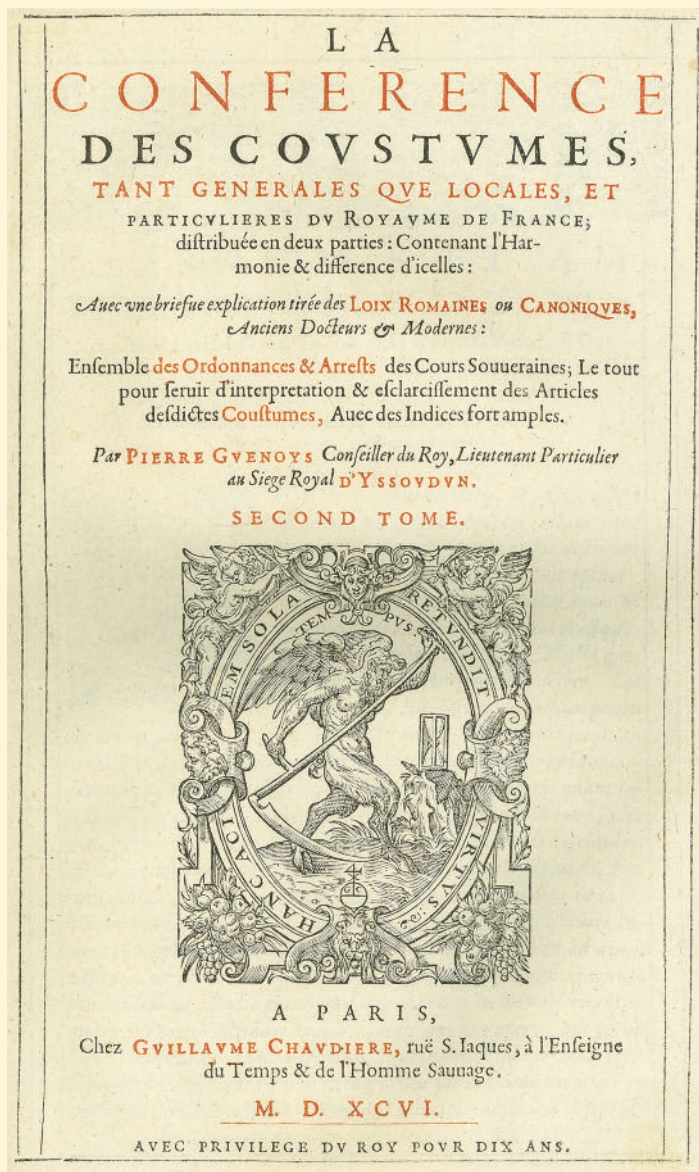 LA
CONFERENCE
DES COVSTVMES,
TANT GENERALES QVE LOCALES, ET
PARTICVLIERES DV ROYAVME DE FRANCE;
diſtribuée en deux parties : Contenant l'Har-
monie & difference d'icelles :
Auec vne briefue explication tirée des LOIX ROMAINES ou CANONIQVES,
Anciens Docteurs & Modernes :
Enſemble des Ordonnances & Arreſts des Cours Souueraines; Le tout
pour ſeruir d'interpretation & eſclarciſſement des Articles
deſdictes Couſtumes, Auec des Indices fort amples.
Par PIERRE GVENOYS Conſeiller du Roy, Lieutenant Particulier
au Siege Royal D'YSSOVDVN.
SECOND TOME.
HANC ACIEM SOLA RETVNDIT VIRTVS
TEMPVS
A PARIS,
Chez GVILLAVME CHAVDIERE, ruë S. Iaques, à l'Enſeigne
du Temps & de l'Homme Sauuage.
M. D. XCVI.
AVEC PRIVILEGE DV ROY POVR DIX ANS.